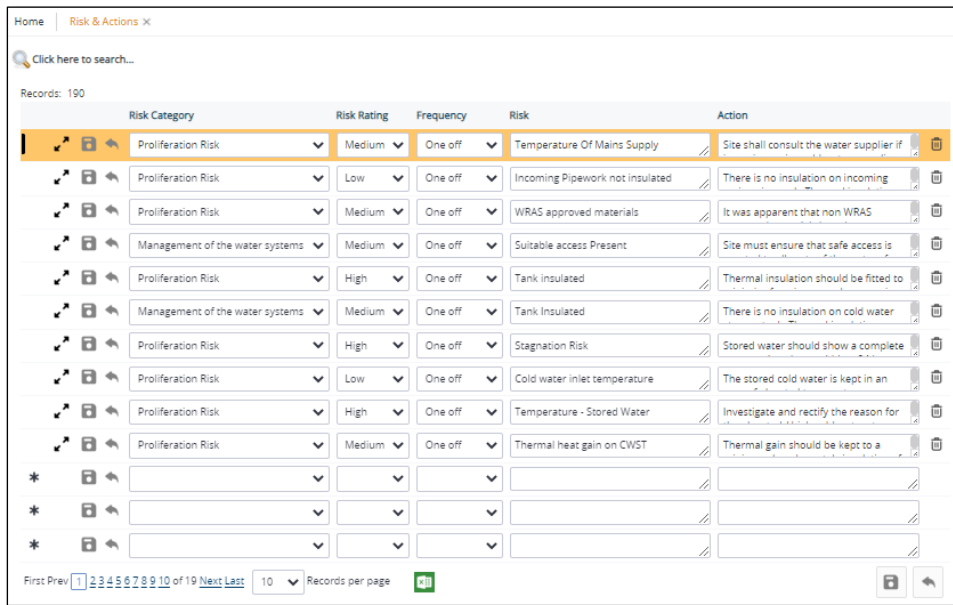 Home Risk & Actions ×
Click here to search...
Records: 190
Risk Category Risk Rating Frequency Risk Action
Proliferation Risk Medium One off Temperature Of Mains Supply Site shall consult the water supplier if
Proliferation Risk Low One off Incoming Pipework not insulated There is no insulation on incoming
Proliferation Risk Medium One off WRAS approved materials It was apparent that non WRAS
Management of the water systems Medium One off Suitable access Present Site must ensure that safe access is
Proliferation Risk High One off Tank insulated Thermal insulation should be fitted to
Management of the water systems Medium One off Tank Insulated There is no insulation on cold water
Proliferation Risk High One off Stagnation Risk Stored water should show a complete
Proliferation Risk Low One off Cold water inlet temperature The stored cold water is kept in an
Proliferation Risk High One off Temperature - Stored Water Investigate and rectify the reason for
Proliferation Risk Medium One off Thermal heat gain on CWST Thermal gain should be kept to a
*
*
*
First Prev 1 2 3 4 5 6 7 8 9 10 of 19 Next Last 10 Records per page